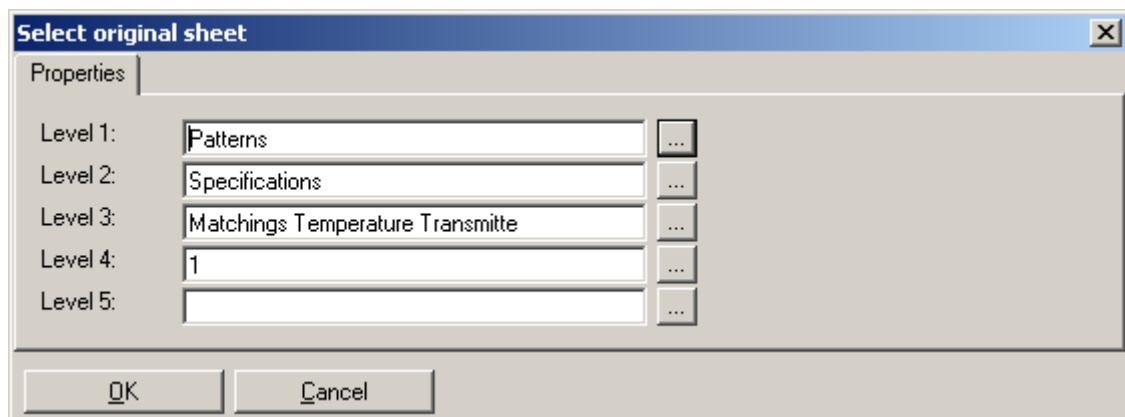 Select original sheet
Properties
Level 1: Patterns ...
Level 2: Specifications ...
Level 3: Matchings Temperature Transmitte ...
Level 4: 1 ...
Level 5: ...
OK Cancel